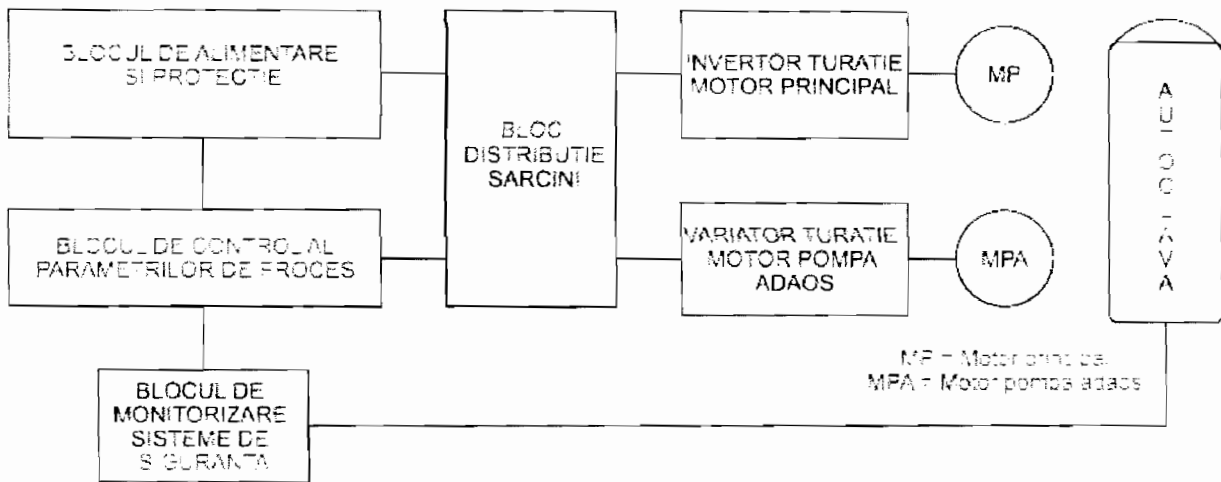 BLOCUL DE ALIMENTARE
SI PROTECTIE
BLOC
DISTRIBUTIE
SARCINI
INVERTOR TURATIE
MOTOR PRINCIPAL
MP
AUTOCLAVA
BLOCUL DE CONTROL AL
PARAMETRILOR DE PROCES
VARIATOR TURATIE
MOTOR POMPA
ADAOS
MPA
MP = Motor principal
MPA = Motor pompa adaos
BLOCUL DE
MONITORIZARE
SISTEME DE
SIGURANTA